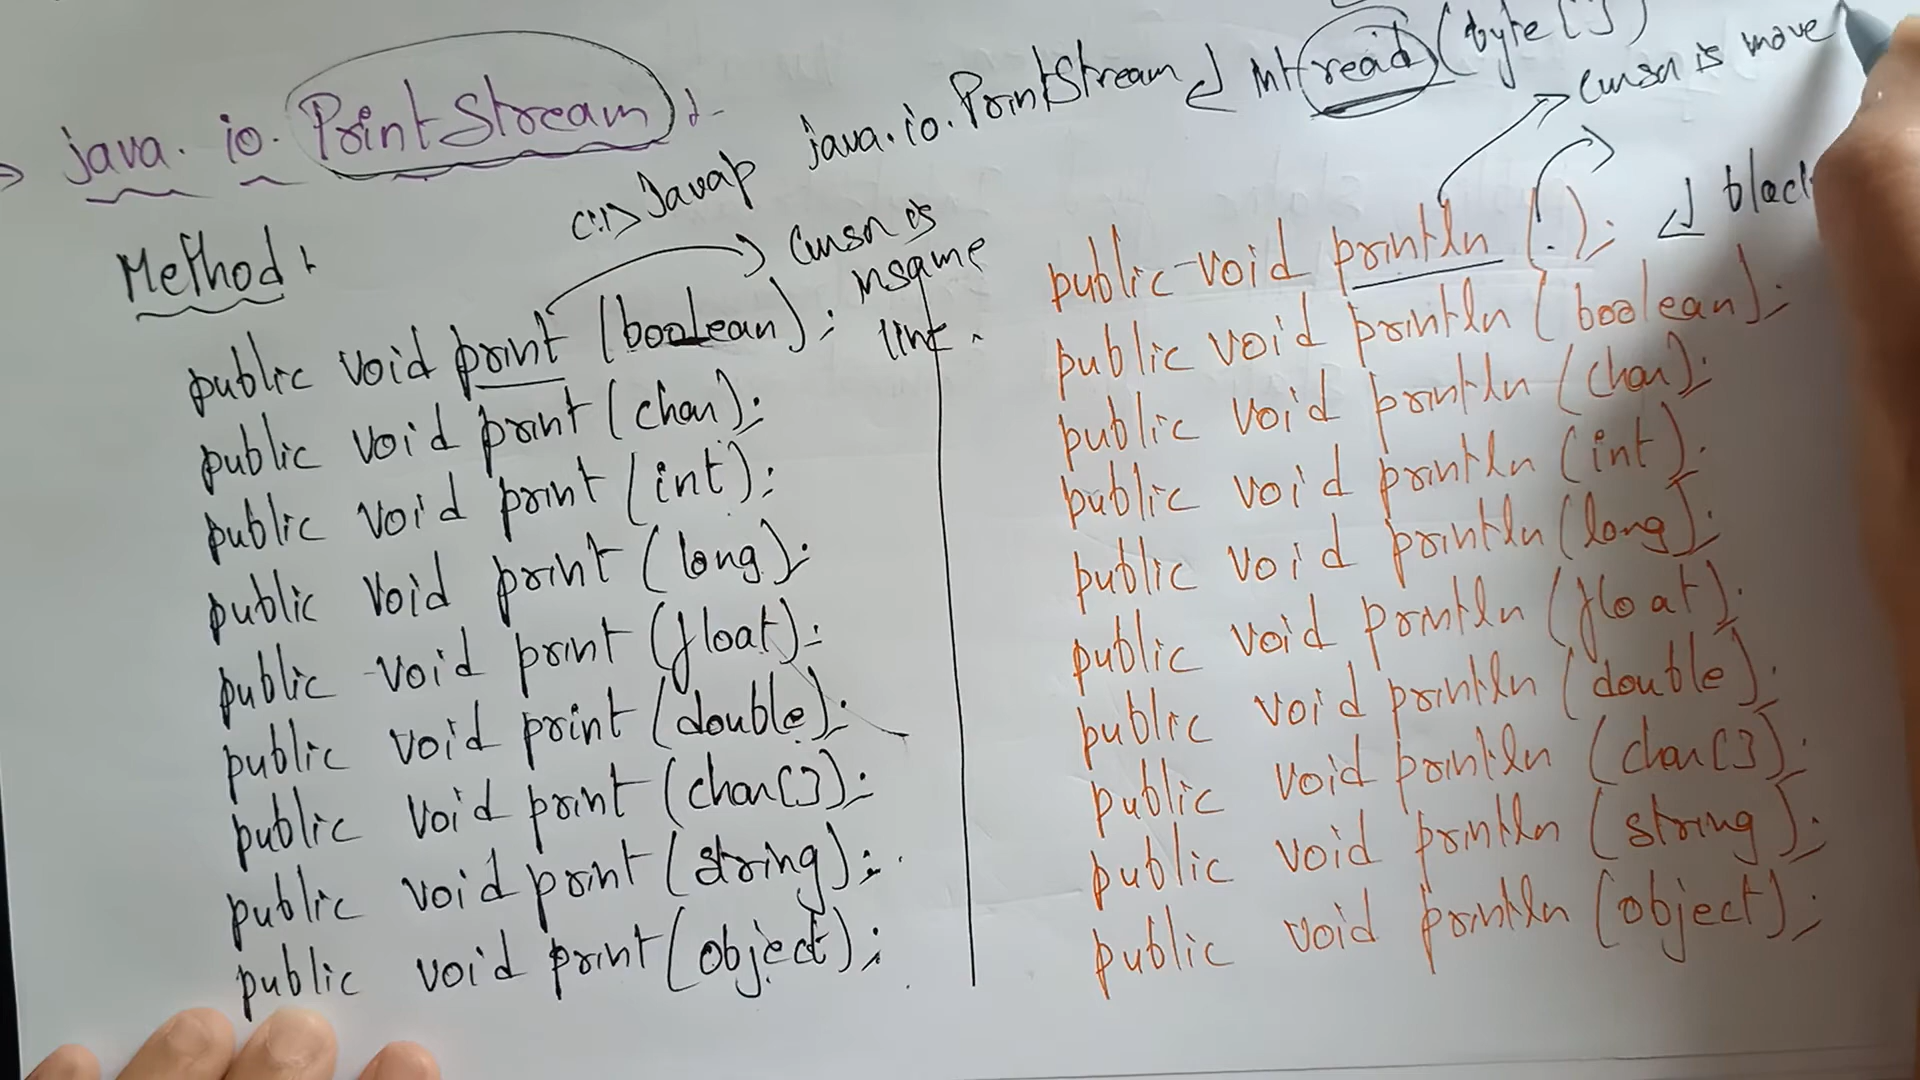 java. io. PrintStream :-
c:\> Javap java.io.PrintStream ↲ int read (byte[])
cursor is move
Method :
cursor is
insame
line.
public void print (boolean);
public void print (char);
public void print (int);
public void print (long);
public void print (float);
public void print (double);
public void print (char[]);
public void print (string);
public void print (object);
public void println (.); ↲
public void println (boolean);
public void println (char);
public void println (int);
public void println (long);
public void println (float);
public void println (double);
public void println (char[]);
public void println (string);
public void println (object);